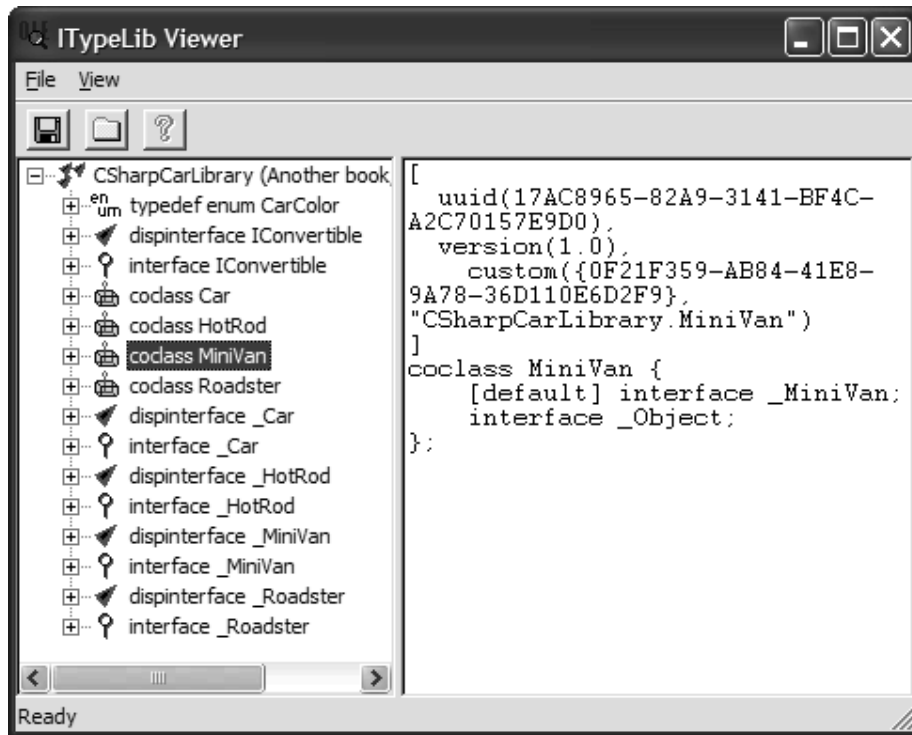 ITypeLib Viewer
File View
CSharpCarLibrary (Another book
typedef enum CarColor
dispinterface IConvertible
interface IConvertible
coclass Car
coclass HotRod
coclass MiniVan
coclass Roadster
dispinterface _Car
interface _Car
dispinterface _HotRod
interface _HotRod
dispinterface _MiniVan
interface _MiniVan
dispinterface _Roadster
interface _Roadster
[
uuid(17AC8965-82A9-3141-BF4C-
A2C70157E9D0),
version(1.0),
custom({0F21F359-AB84-41E8-
9A78-36D110E6D2F9},
"CSharpCarLibrary.MiniVan")
]
coclass MiniVan {
[default] interface _MiniVan;
interface _Object;
};
Ready